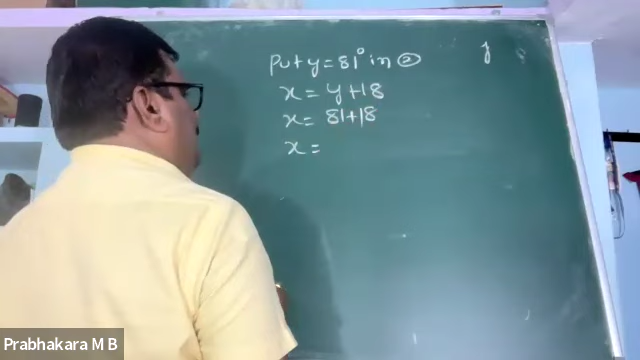 Put y=81° in ②
x = y+18
x = 81+18
x =
Prabhakara M B